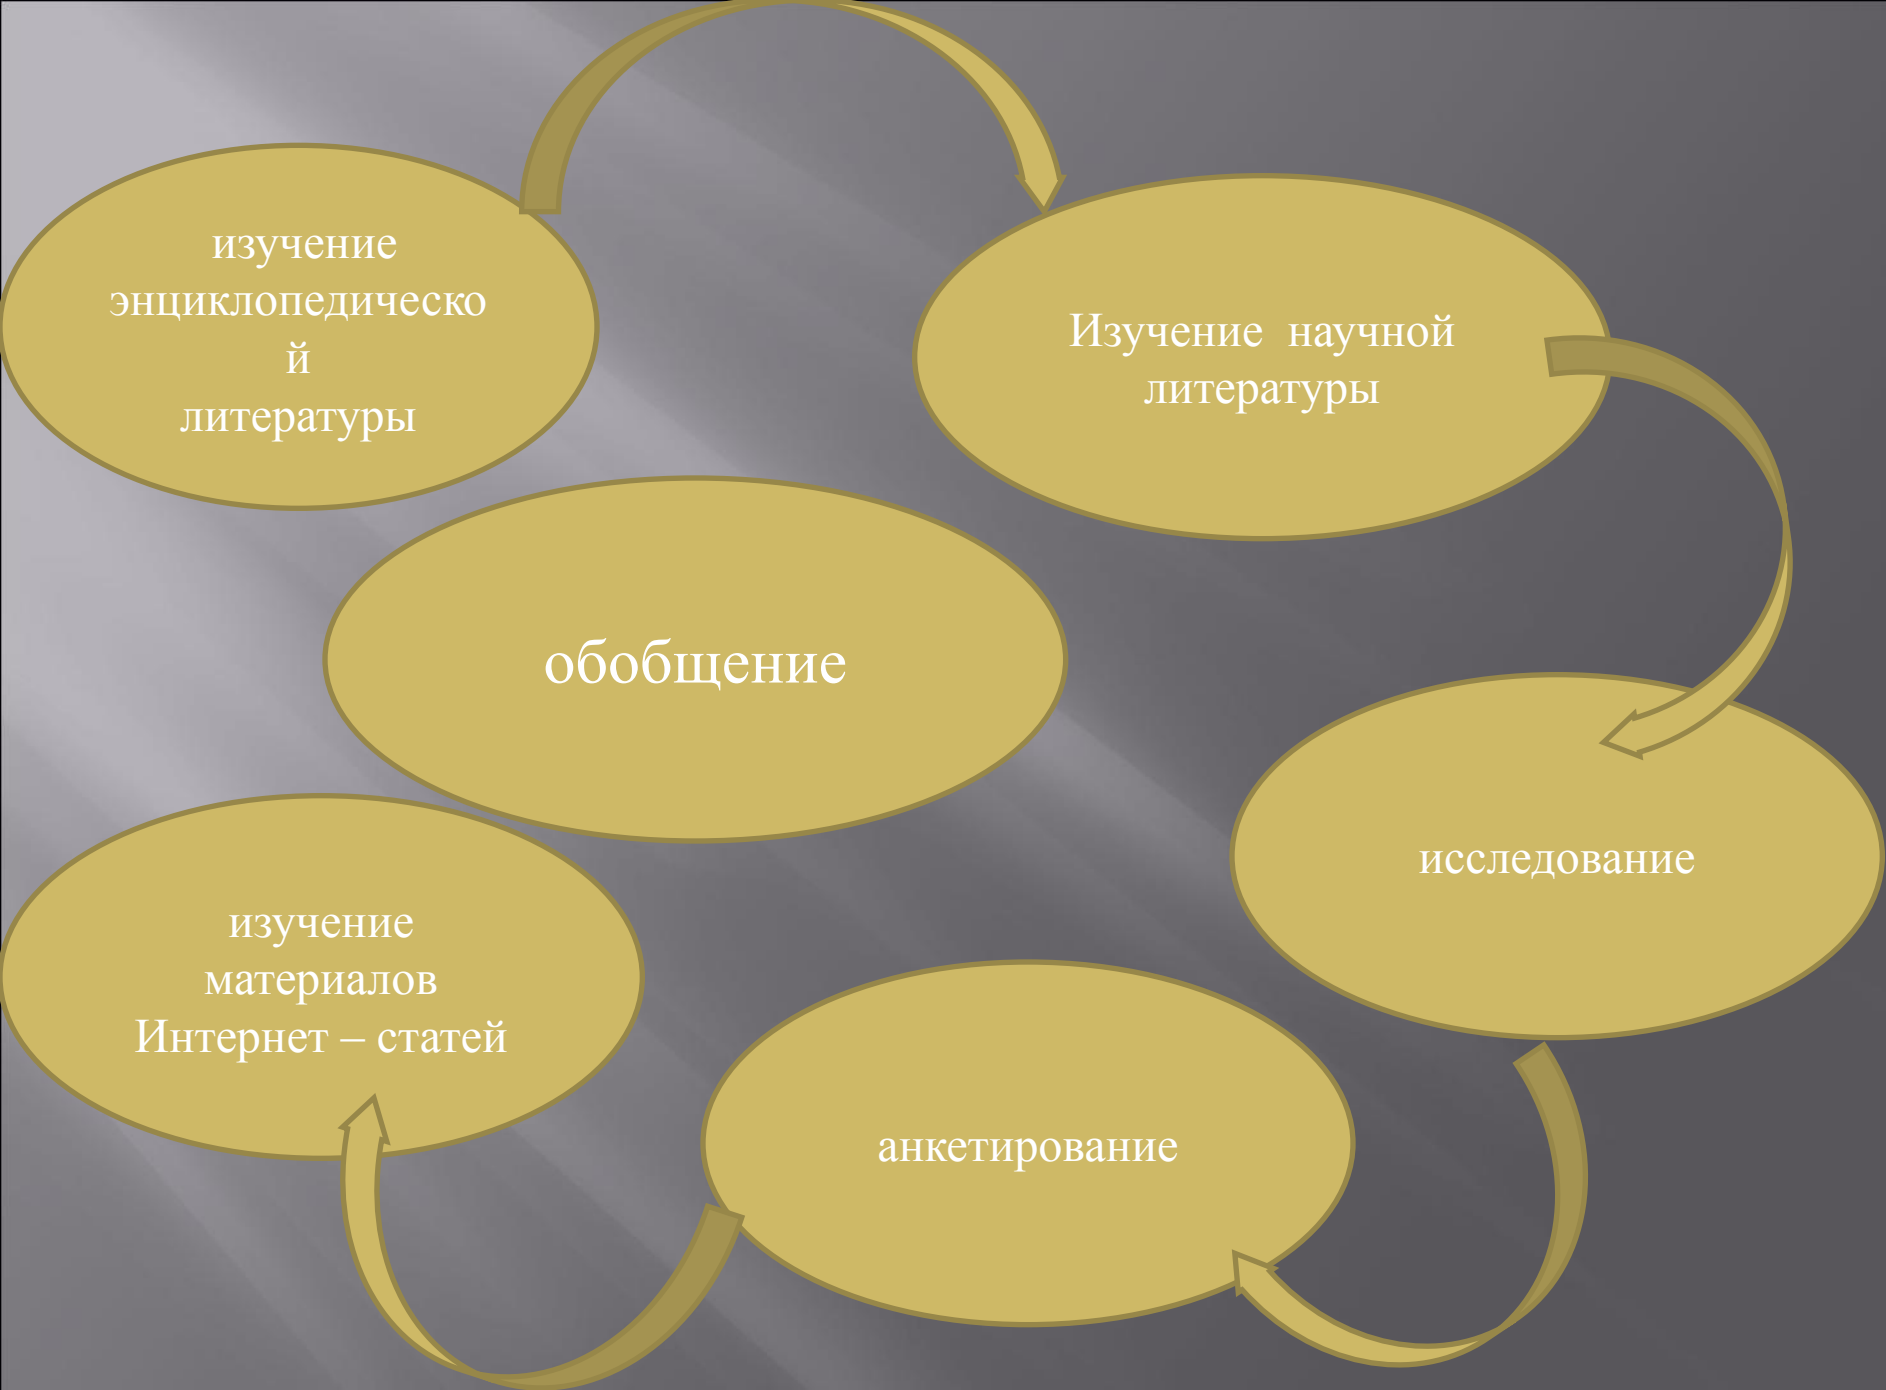 изучение
энциклопедическо
й
литературы
Изучение научной
литературы
обобщение
исследование
изучение
материалов
Интернет – статей
анкетирование